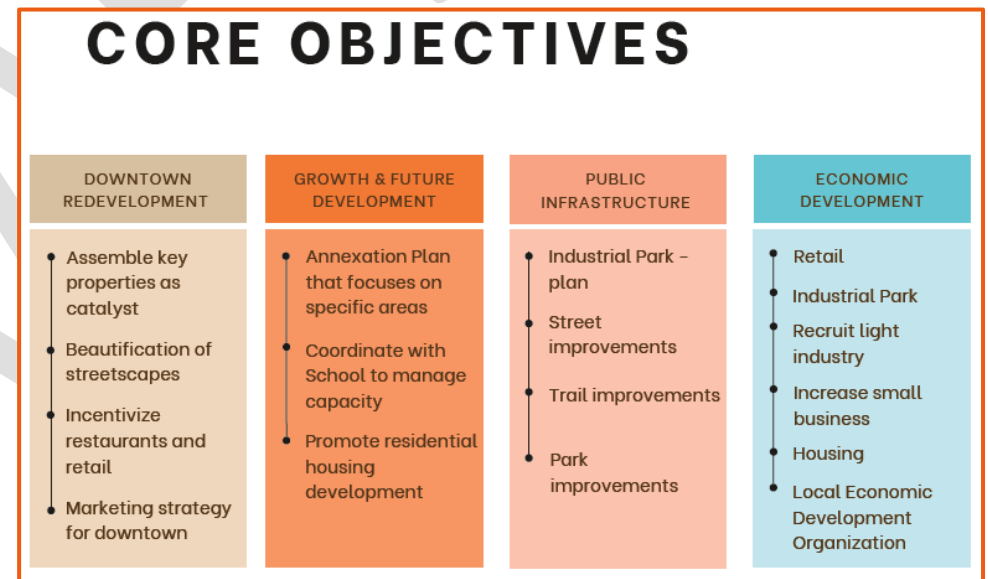 CORE OBJECTIVES
DOWNTOWN
REDEVELOPMENT
Assemble key
properties as
catalyst
Beautification of
streetscapes
Incentivize
restaurants and
retail
Marketing strategy
for downtown
GROWTH & FUTURE
DEVELOPMENT
Annexation Plan
that focuses on
specific areas
Coordinate with
School to manage
capacity
Promote residential
housing
development
PUBLIC
INFRASTRUCTURE
Industrial Park –
plan
Street
improvements
Trail improvements
Park
improvements
ECONOMIC
DEVELOPMENT
Retail
Industrial Park
Recruit light
industry
Increase small
business
Housing
Local Economic
Development
Organization